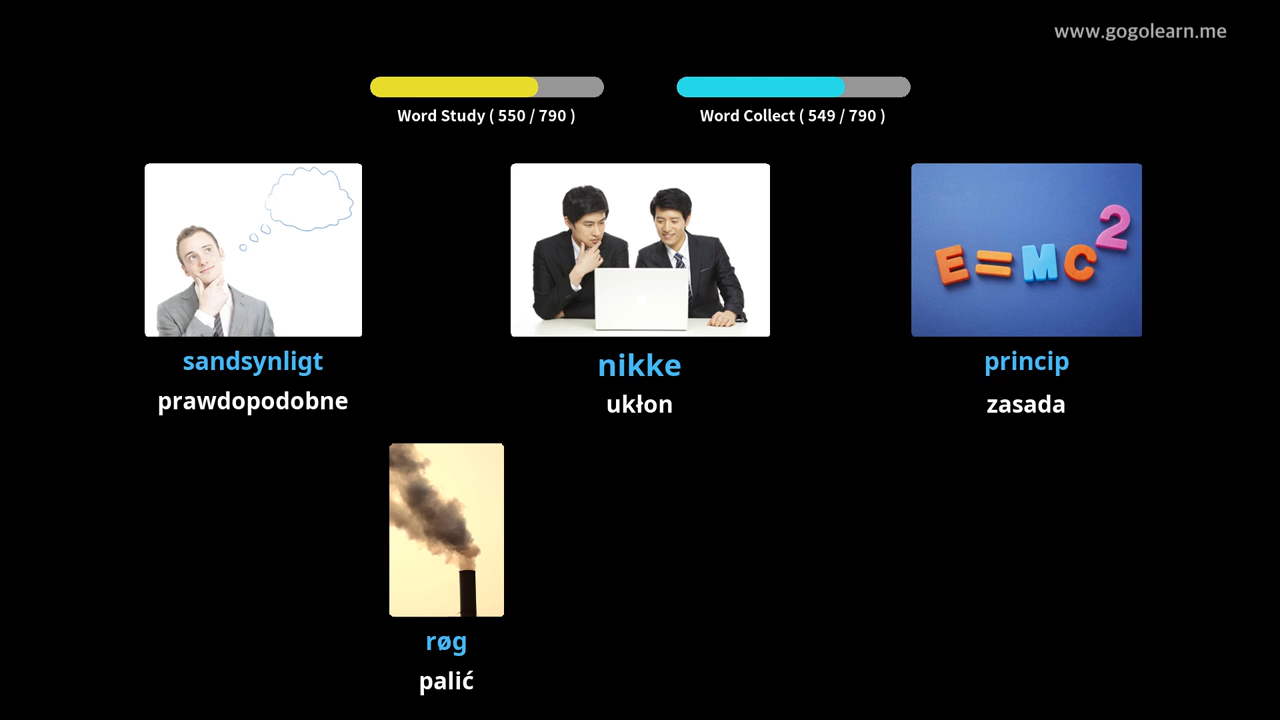 www.gogolearn.me
Word Study ( 550 / 790 )
Word Collect ( 549 / 790 )
E=MC2
sandsynligt
nikke
princip
prawdopodobne
ukłon
zasada
røg
palić